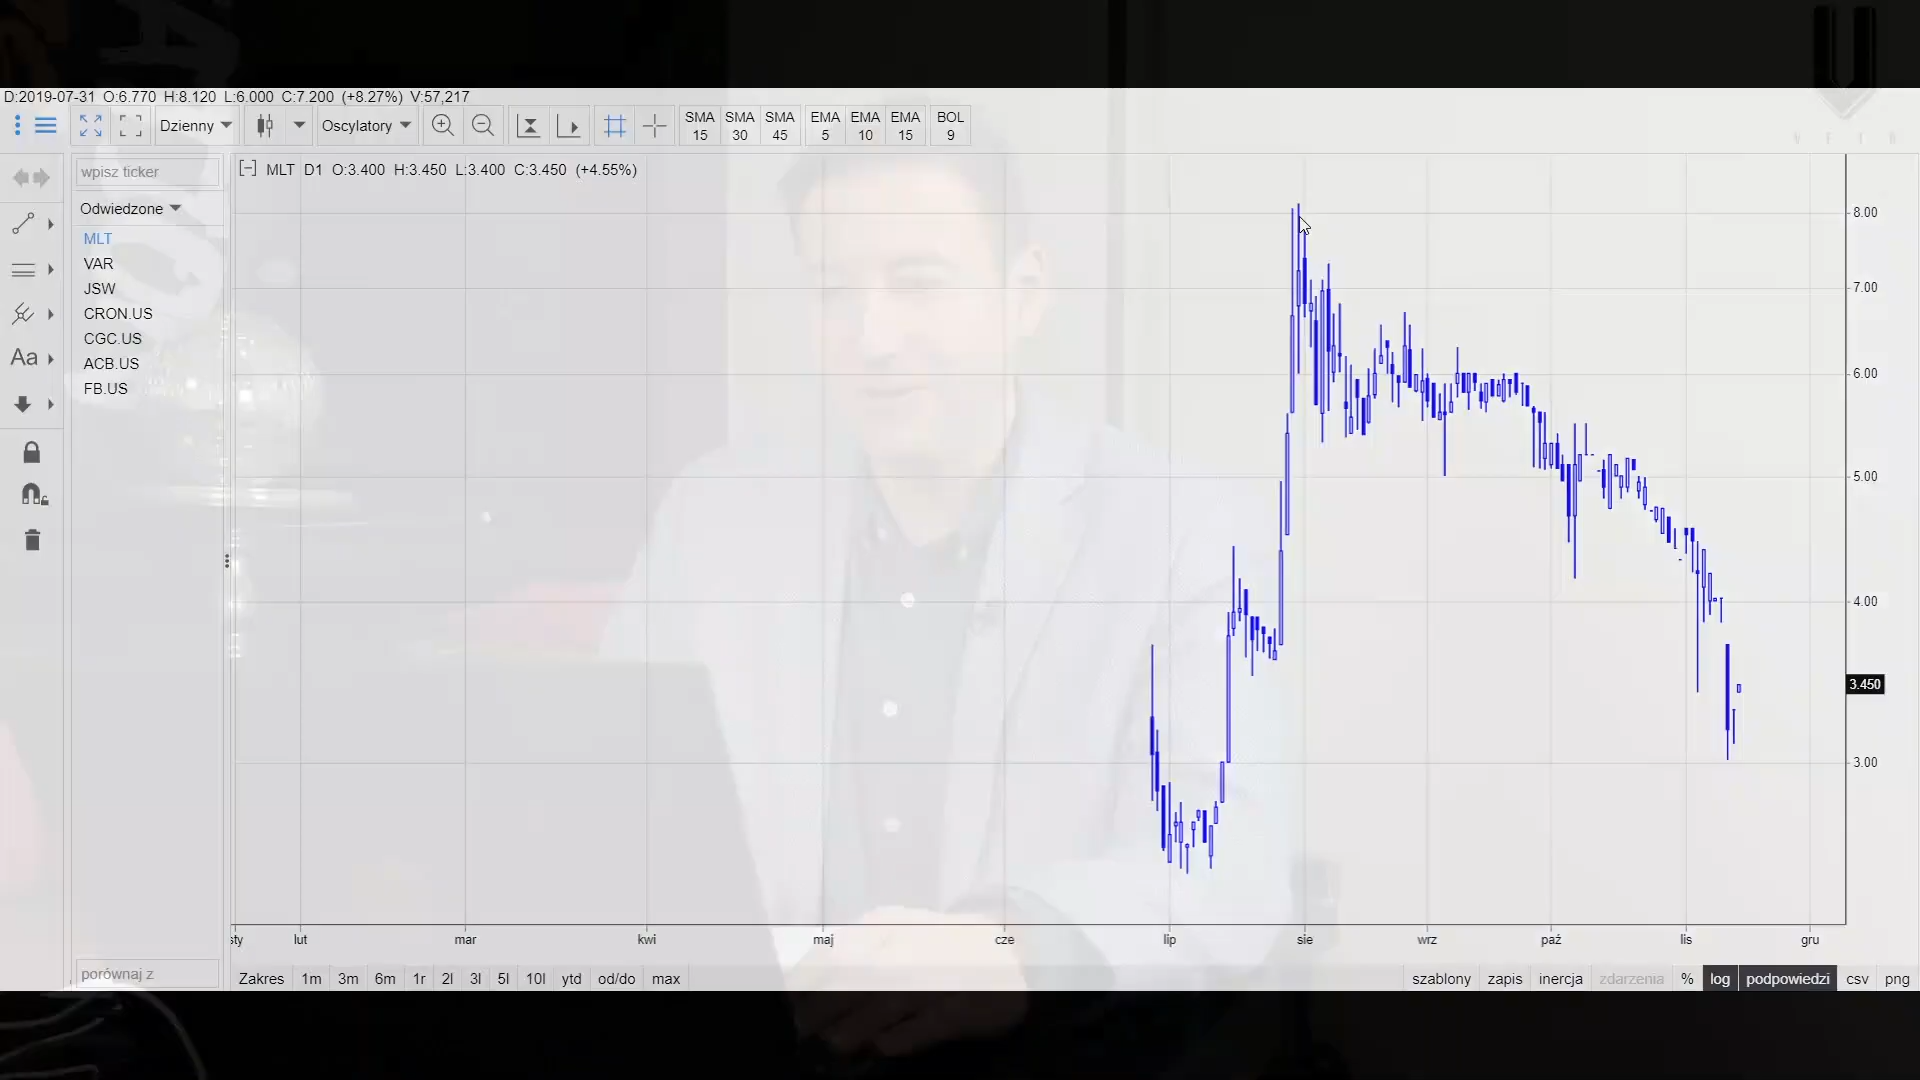 D:2019-07-31 O:6.770 H:8.120 L:6.000 C:7.200 (+8.27%) V:57,217
Dzienny Oscylatory SMA 15 SMA 30 SMA 45 EMA 5 EMA 10 EMA 15 BOL 9
wpisz ticker
[-] MLT D1 O:3.400 H:3.450 L:3.400 C:3.450 (+4.55%)
Odwiedzone
MLT
VAR
JSW
CRON.US
CGC.US
ACB.US
FB.US
Aa
8.00
7.00
6.00
5.00
4.00
3.450
3.00
sty lut mar kwi maj cze lip sie wrz paź lis gru
porównaj z
Zakres 1m 3m 6m 1r 2l 3l 5l 10l ytd od/do max szablony zapis inercja zdarzenia % log podpowiedzi csv png